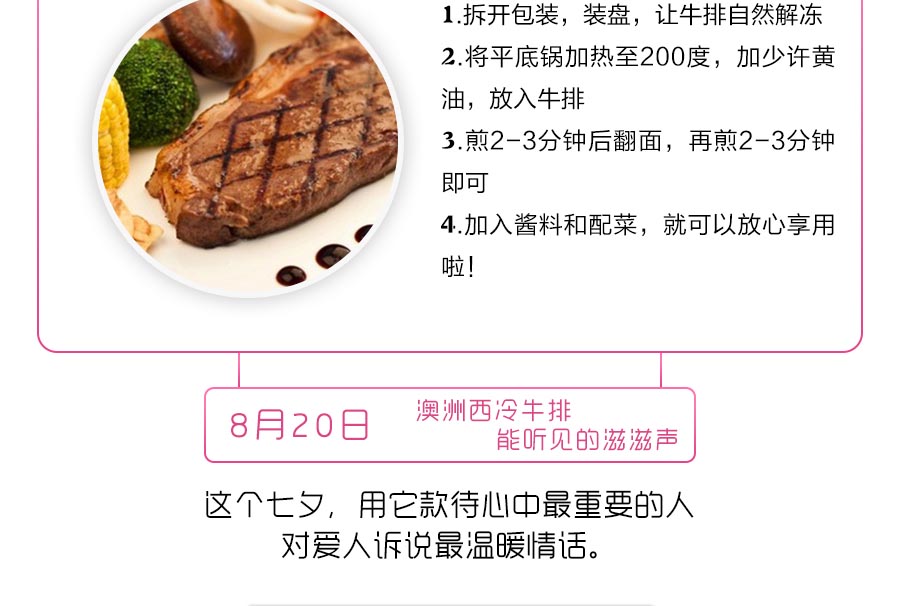 1.拆开包装，装盘，让牛排自然解冻
2.将平底锅加热至200度，加少许黄
油，放入牛排
3.煎2-3分钟后翻面，再煎2-3分钟
即可
4.加入酱料和配菜，就可以放心享用
啦！
8月20日
澳洲西冷牛排
能听见的滋滋声
这个七夕，用它款待心中最重要的人
对爱人诉说最温暖情话。